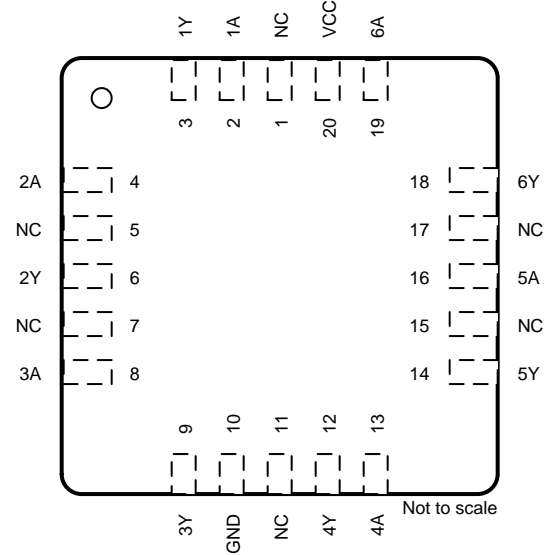 1Y 1A NC VCC 6A
3 2 1 20 19
2A 4 18 6Y
NC 5 17 NC
2Y 6 16 5A
NC 7 15 NC
3A 8 14 5Y
9 10 11 12 13
3Y GND NC 4Y 4A
Not to scale